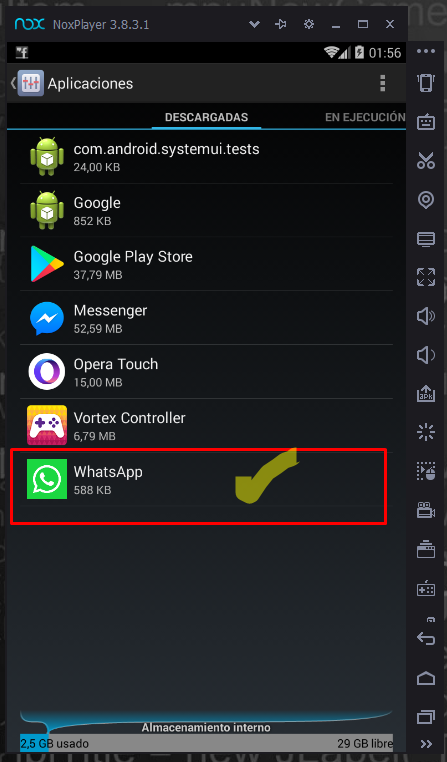 nox NoxPlayer 3.8.3.1
01:56
Aplicaciones
DESCARGADAS EN EJECUCIÓN
com.android.systemui.tests
24,00 KB
Google
852 KB
Google Play Store
37,79 MB
Messenger
52,59 MB
Opera Touch
15,00 MB
Vortex Controller
6,79 MB
WhatsApp
588 KB
Almacenamiento interno
2,5 GB usado 29 GB libre